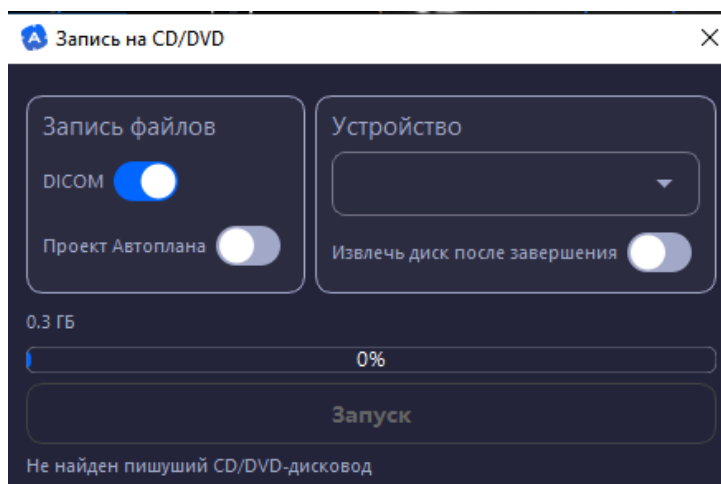 Запись на CD/DVD
Запись файлов
Устройство
DICOM
Проект Автоплана
Извлечь диск после завершения
0.3 ГБ
0%
Запуск
Не найден пишуший CD/DVD-дисковод